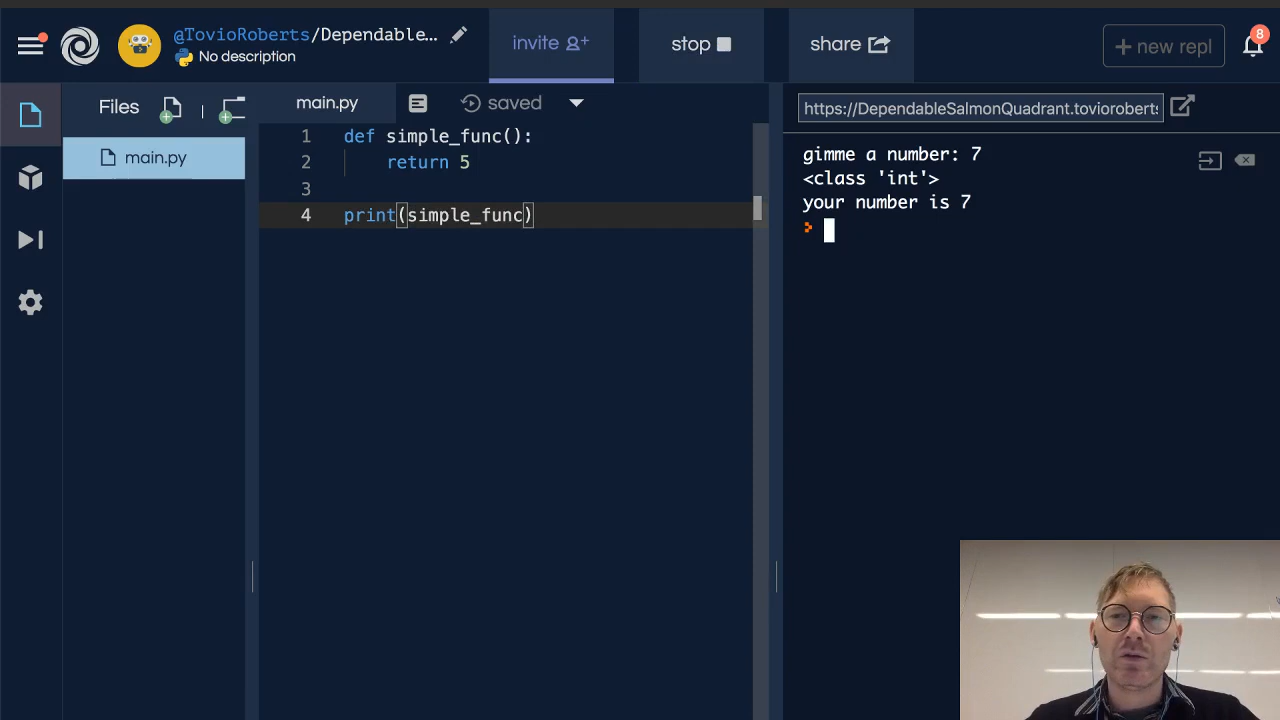 @TovioRoberts/Dependable...
No description
invite
stop
share
+ new repl
8
Files
main.py
saved
main.py
https://DependableSalmonQuadrant.tovioroberts
1 def simple_func():
2 return 5
3
4 print(simple_func)
gimme a number: 7
<class 'int'>
your number is 7